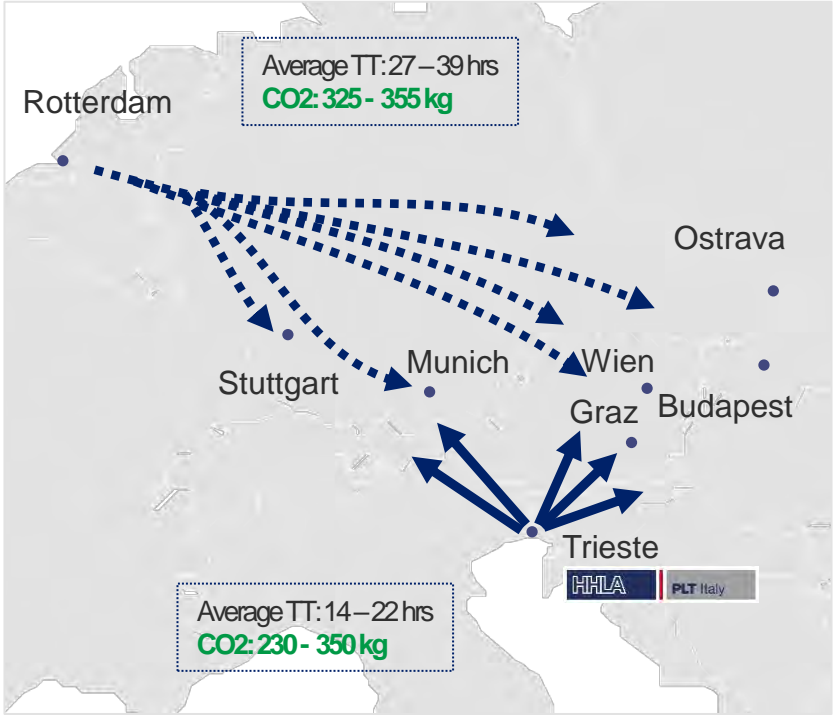 Average TT: 27 – 39 hrs
CO2: 325 - 355 kg
Rotterdam
Ostrava
Stuttgart
Munich
Wien
Graz
Budapest
Trieste
HHLA
PLT Italy
Average TT: 14 – 22 hrs
CO2: 230 - 350 kg